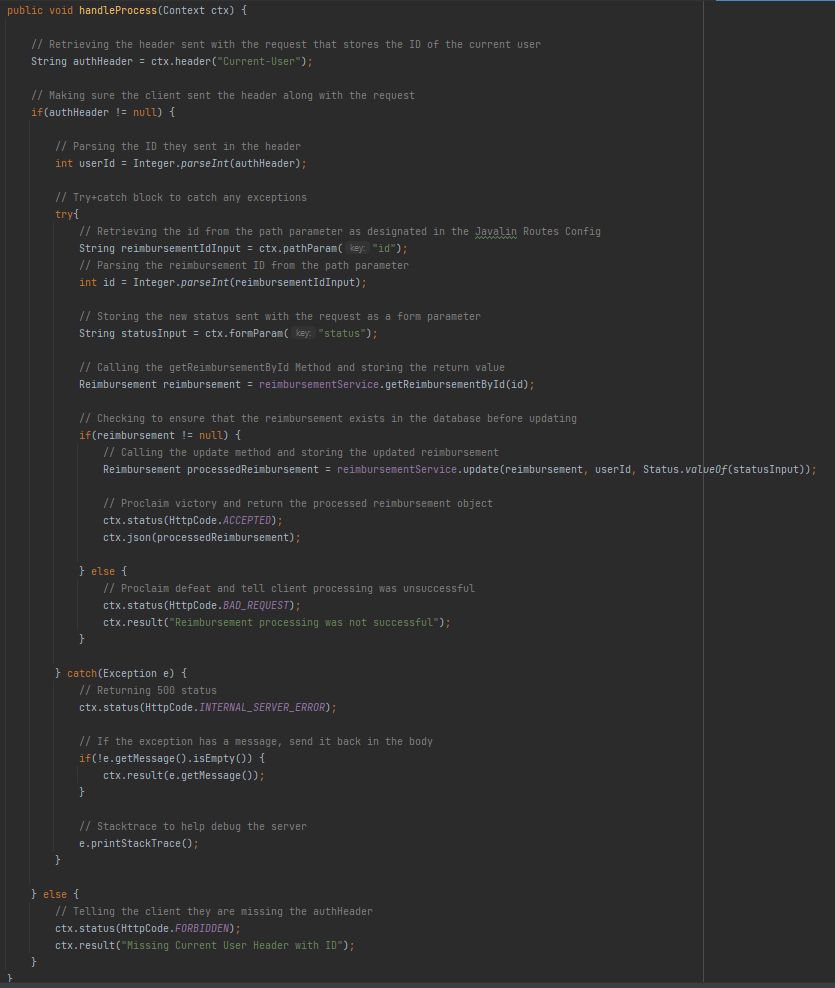 public void handleProcess(Context ctx) {
// Retrieving the header sent with the request that stores the ID of the current user
String authHeader = ctx.header("Current-User");
// Making sure the client sent the header along with the request
if(authHeader != null) {
// Parsing the ID they sent in the header
int userId = Integer.parseInt(authHeader);
// Try+catch block to catch any exceptions
try{
// Retrieving the id from the path parameter as designated in the Javalin Routes Config
String reimbursementIdInput = ctx.pathParam( key: "id");
// Parsing the reimbursement ID from the path parameter
int id = Integer.parseInt(reimbursementIdInput);
// Storing the new status sent with the request as a form parameter
String statusInput = ctx.formParam( key: "status");
// Calling the getReimbursementById Method and storing the return value
Reimbursement reimbursement = reimbursementService.getReimbursementById(id);
// Checking to ensure that the reimbursement exists in the database before updating
if(reimbursement != null) {
// Calling the update method and storing the updated reimbursement
Reimbursement processedReimbursement = reimbursementService.update(reimbursement, userId, Status.valueOf(statusInput));
// Proclaim victory and return the processed reimbursement object
ctx.status(HttpCode.ACCEPTED);
ctx.json(processedReimbursement);
} else {
// Proclaim defeat and tell client processing was unsuccessful
ctx.status(HttpCode.BAD_REQUEST);
ctx.result("Reimbursement processing was not successful");
}
} catch(Exception e) {
// Returning 500 status
ctx.status(HttpCode.INTERNAL_SERVER_ERROR);
// If the exception has a message, send it back in the body
if(!e.getMessage().isEmpty()) {
ctx.result(e.getMessage());
}
// Stacktrace to help debug the server
e.printStackTrace();
}
} else {
// Telling the client they are missing the authHeader
ctx.status(HttpCode.FORBIDDEN);
ctx.result("Missing Current User Header with ID");
}
}